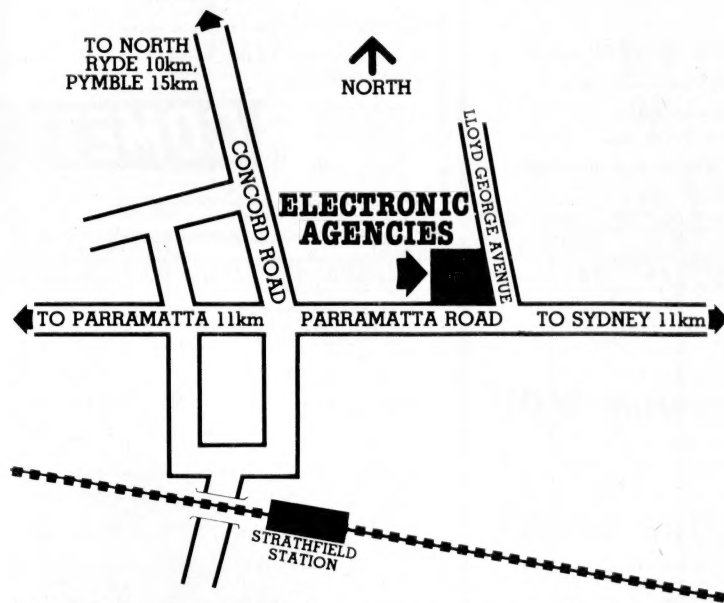 TO NORTH
RYDE 10km,
PYMBLE 15km
NORTH
CONCORD ROAD
LLOYD GEORGE AVENUE
ELECTRONIC
AGENCIES
TO PARRAMATTA 11km
PARRAMATTA ROAD
TO SYDNEY 11km
STRATHFIELD
STATION